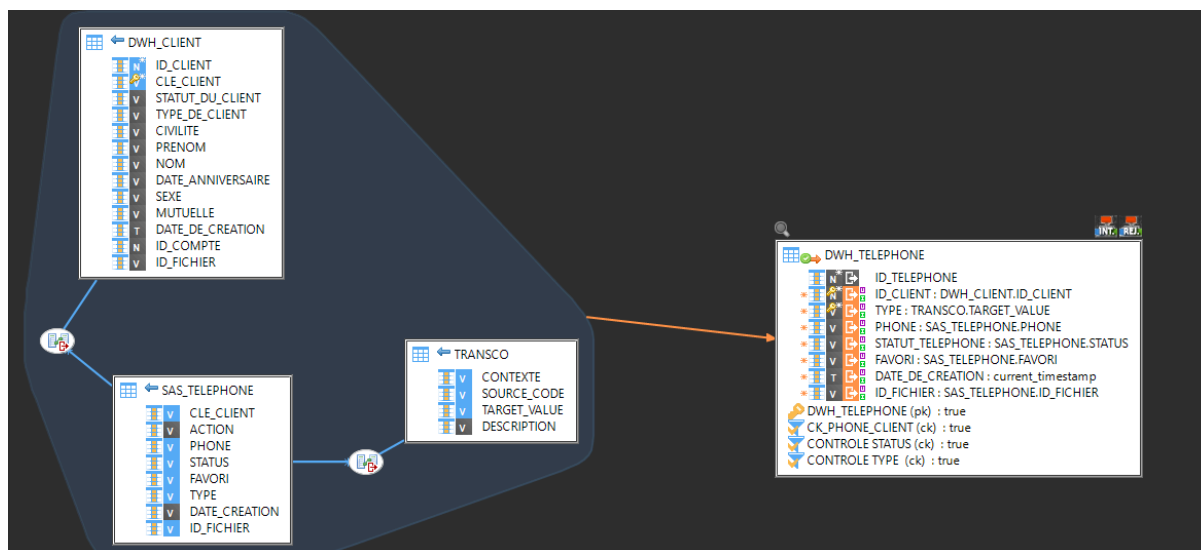 DWH_CLIENT
N ID_CLIENT
V CLE_CLIENT
V STATUT_DU_CLIENT
V TYPE_DE_CLIENT
V CIVILITE
V PRENOM
V NOM
V DATE_ANNIVERSAIRE
V SEXE
V MUTUELLE
T DATE_DE_CREATION
N ID_COMPTE
V ID_FICHIER
SAS_TELEPHONE
V CLE_CLIENT
V ACTION
V PHONE
V STATUS
V FAVORI
V TYPE
V DATE_CREATION
V ID_FICHIER
TRANSCO
V CONTEXTE
V SOURCE_CODE
V TARGET_VALUE
V DESCRIPTION
INT. REJ.
DWH_TELEPHONE
N ID_TELEPHONE
N ID_CLIENT : DWH_CLIENT.ID_CLIENT
V TYPE : TRANSCO.TARGET_VALUE
V PHONE : SAS_TELEPHONE.PHONE
V STATUT_TELEPHONE : SAS_TELEPHONE.STATUS
V FAVORI : SAS_TELEPHONE.FAVORI
T DATE_DE_CREATION : current_timestamp
V ID_FICHIER : SAS_TELEPHONE.ID_FICHIER
DWH_TELEPHONE (pk) : true
CK_PHONE_CLIENT (ck) : true
CONTROLE STATUS (ck) : true
CONTROLE TYPE (ck) : true